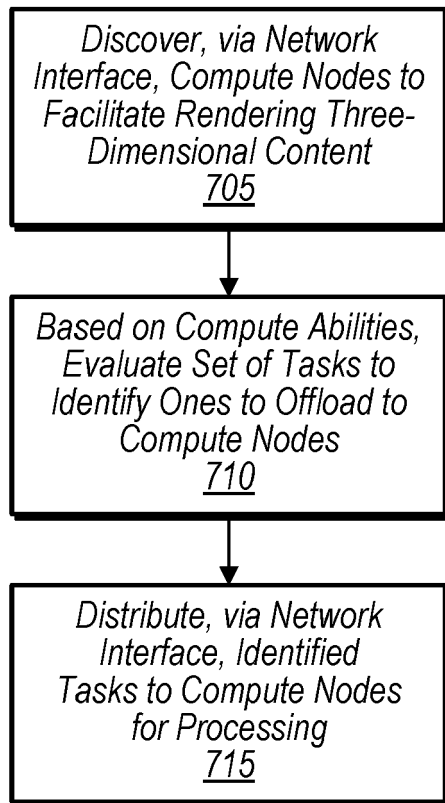 Discover, via Network
Interface, Compute Nodes to
Facilitate Rendering Three-
Dimensional Content
705
Based on Compute Abilities,
Evaluate Set of Tasks to
Identify Ones to Offload to
Compute Nodes
710
Distribute, via Network
Interface, Identified
Tasks to Compute Nodes
for Processing
715